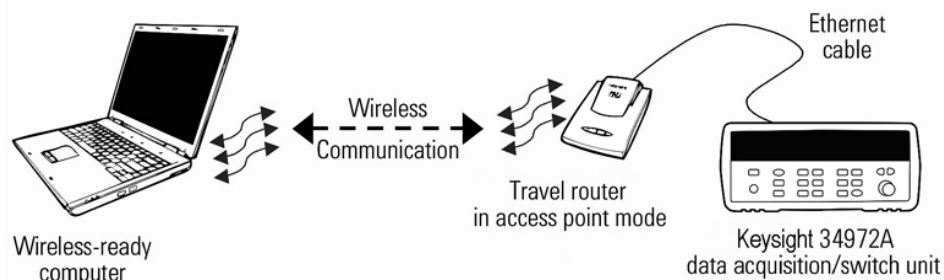 Ethernet
cable
Wireless
Communication
Travel router
in access point mode
Wireless-ready
computer
Keysight 34972A
data acquisition/switch unit